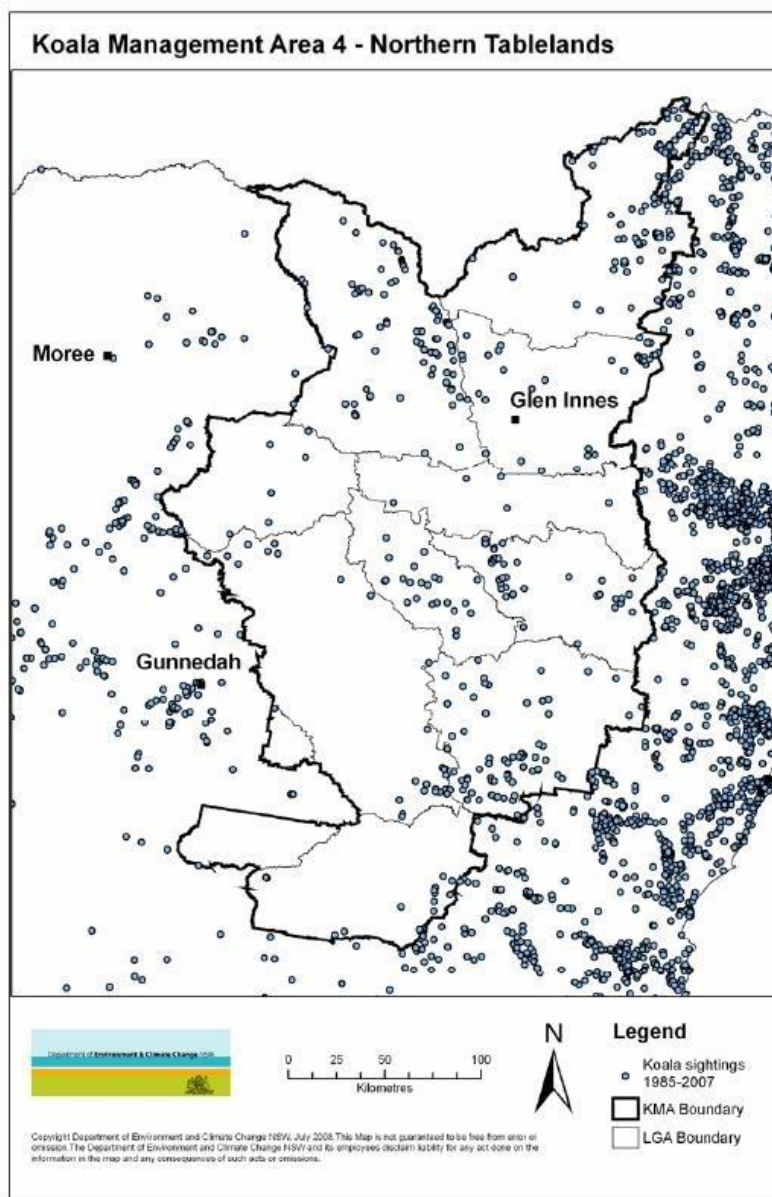 Koala Management Area 4 - Northern Tablelands
Moree
Glen Innes
Gunnedah
Department of Environment & Climate Change NSW
0 25 50 100
Kilometres
N
Legend
Koala sightings
1985-2007
KMA Boundary
LGA Boundary
Copyright Department of Environment and Climate Change NSW, July 2008. This Map is not guaranteed to be free from error or
omission. The Department of Environment and Climate Change NSW and its employees disclaim liability for any act done on the
information in the map and any consequences of such acts or omissions.